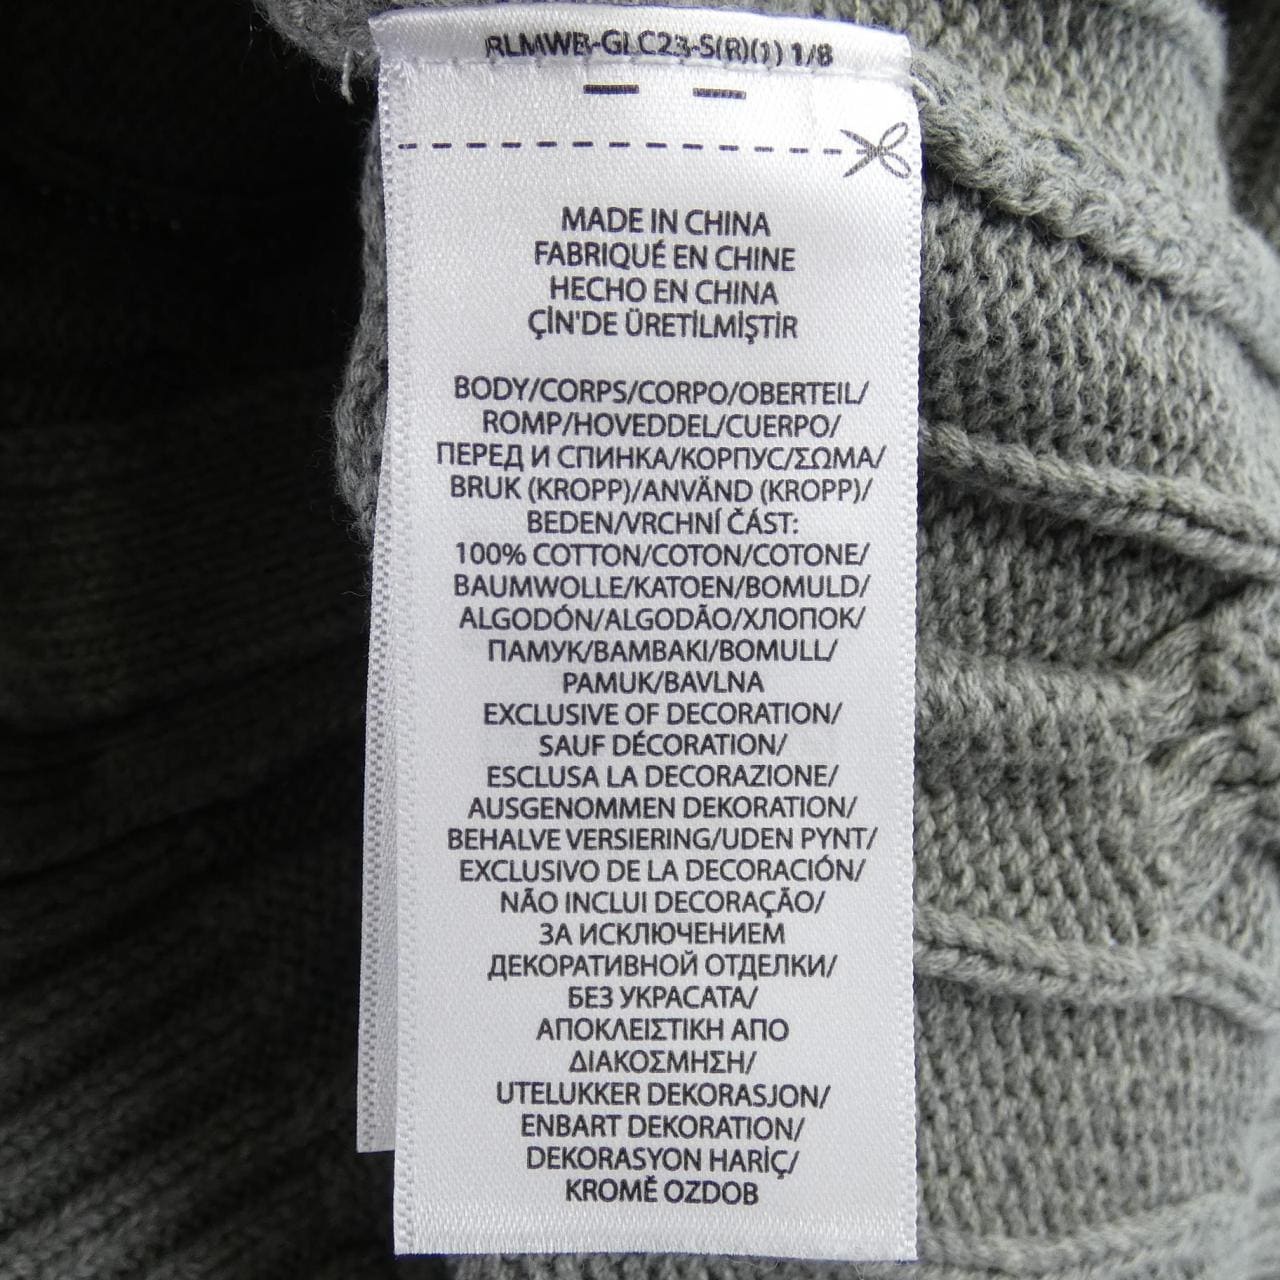 RLMWB-GLC23-S(R)(1) 1/8
MADE IN CHINA
FABRIQUÉ EN CHINE
HECHO EN CHINA
ÇİN'DE ÜRETİLMİŞTİR
BODY/CORPS/CORPO/OBERTEIL/
ROMP/HOVEDDEL/CUERPO/
ПЕРЕД И СПИНКА/КОРПУС/ΣΩΜΑ/
BRUK (KROPP)/ANVÄND (KROPP)/
BEDEN/VRCHNÍ ČÁST:
100% COTTON/COTON/COTONE/
BAUMWOLLE/KATOEN/BOMULD/
ALGODÓN/ALGODÃO/ХЛОПОК/
ПАМУК/ΒΑΜΒΑΚΙ/BOMULL/
PAMUK/BAVLNA
EXCLUSIVE OF DECORATION/
SAUF DÉCORATION/
ESCLUSA LA DECORAZIONE/
AUSGENOMMEN DEKORATION/
BEHALVE VERSIERING/UDEN PYNT/
EXCLUSIVO DE LA DECORACIÓN/
NÃO INCLUI DECORAÇÃO/
ЗА ИСКЛЮЧЕНИЕМ
ДЕКОРАТИВНОЙ ОТДЕЛКИ/
БЕЗ УКРАСАТА/
ΑΠΟΚΛΕΙΣΤΙΚΗ ΑΠΟ
ΔΙΑΚΟΣΜΗΣΗ/
UTELUKKER DEKORASJON/
ENBART DEKORATION/
DEKORASYON HARİÇ/
KROMĚ OZDOB